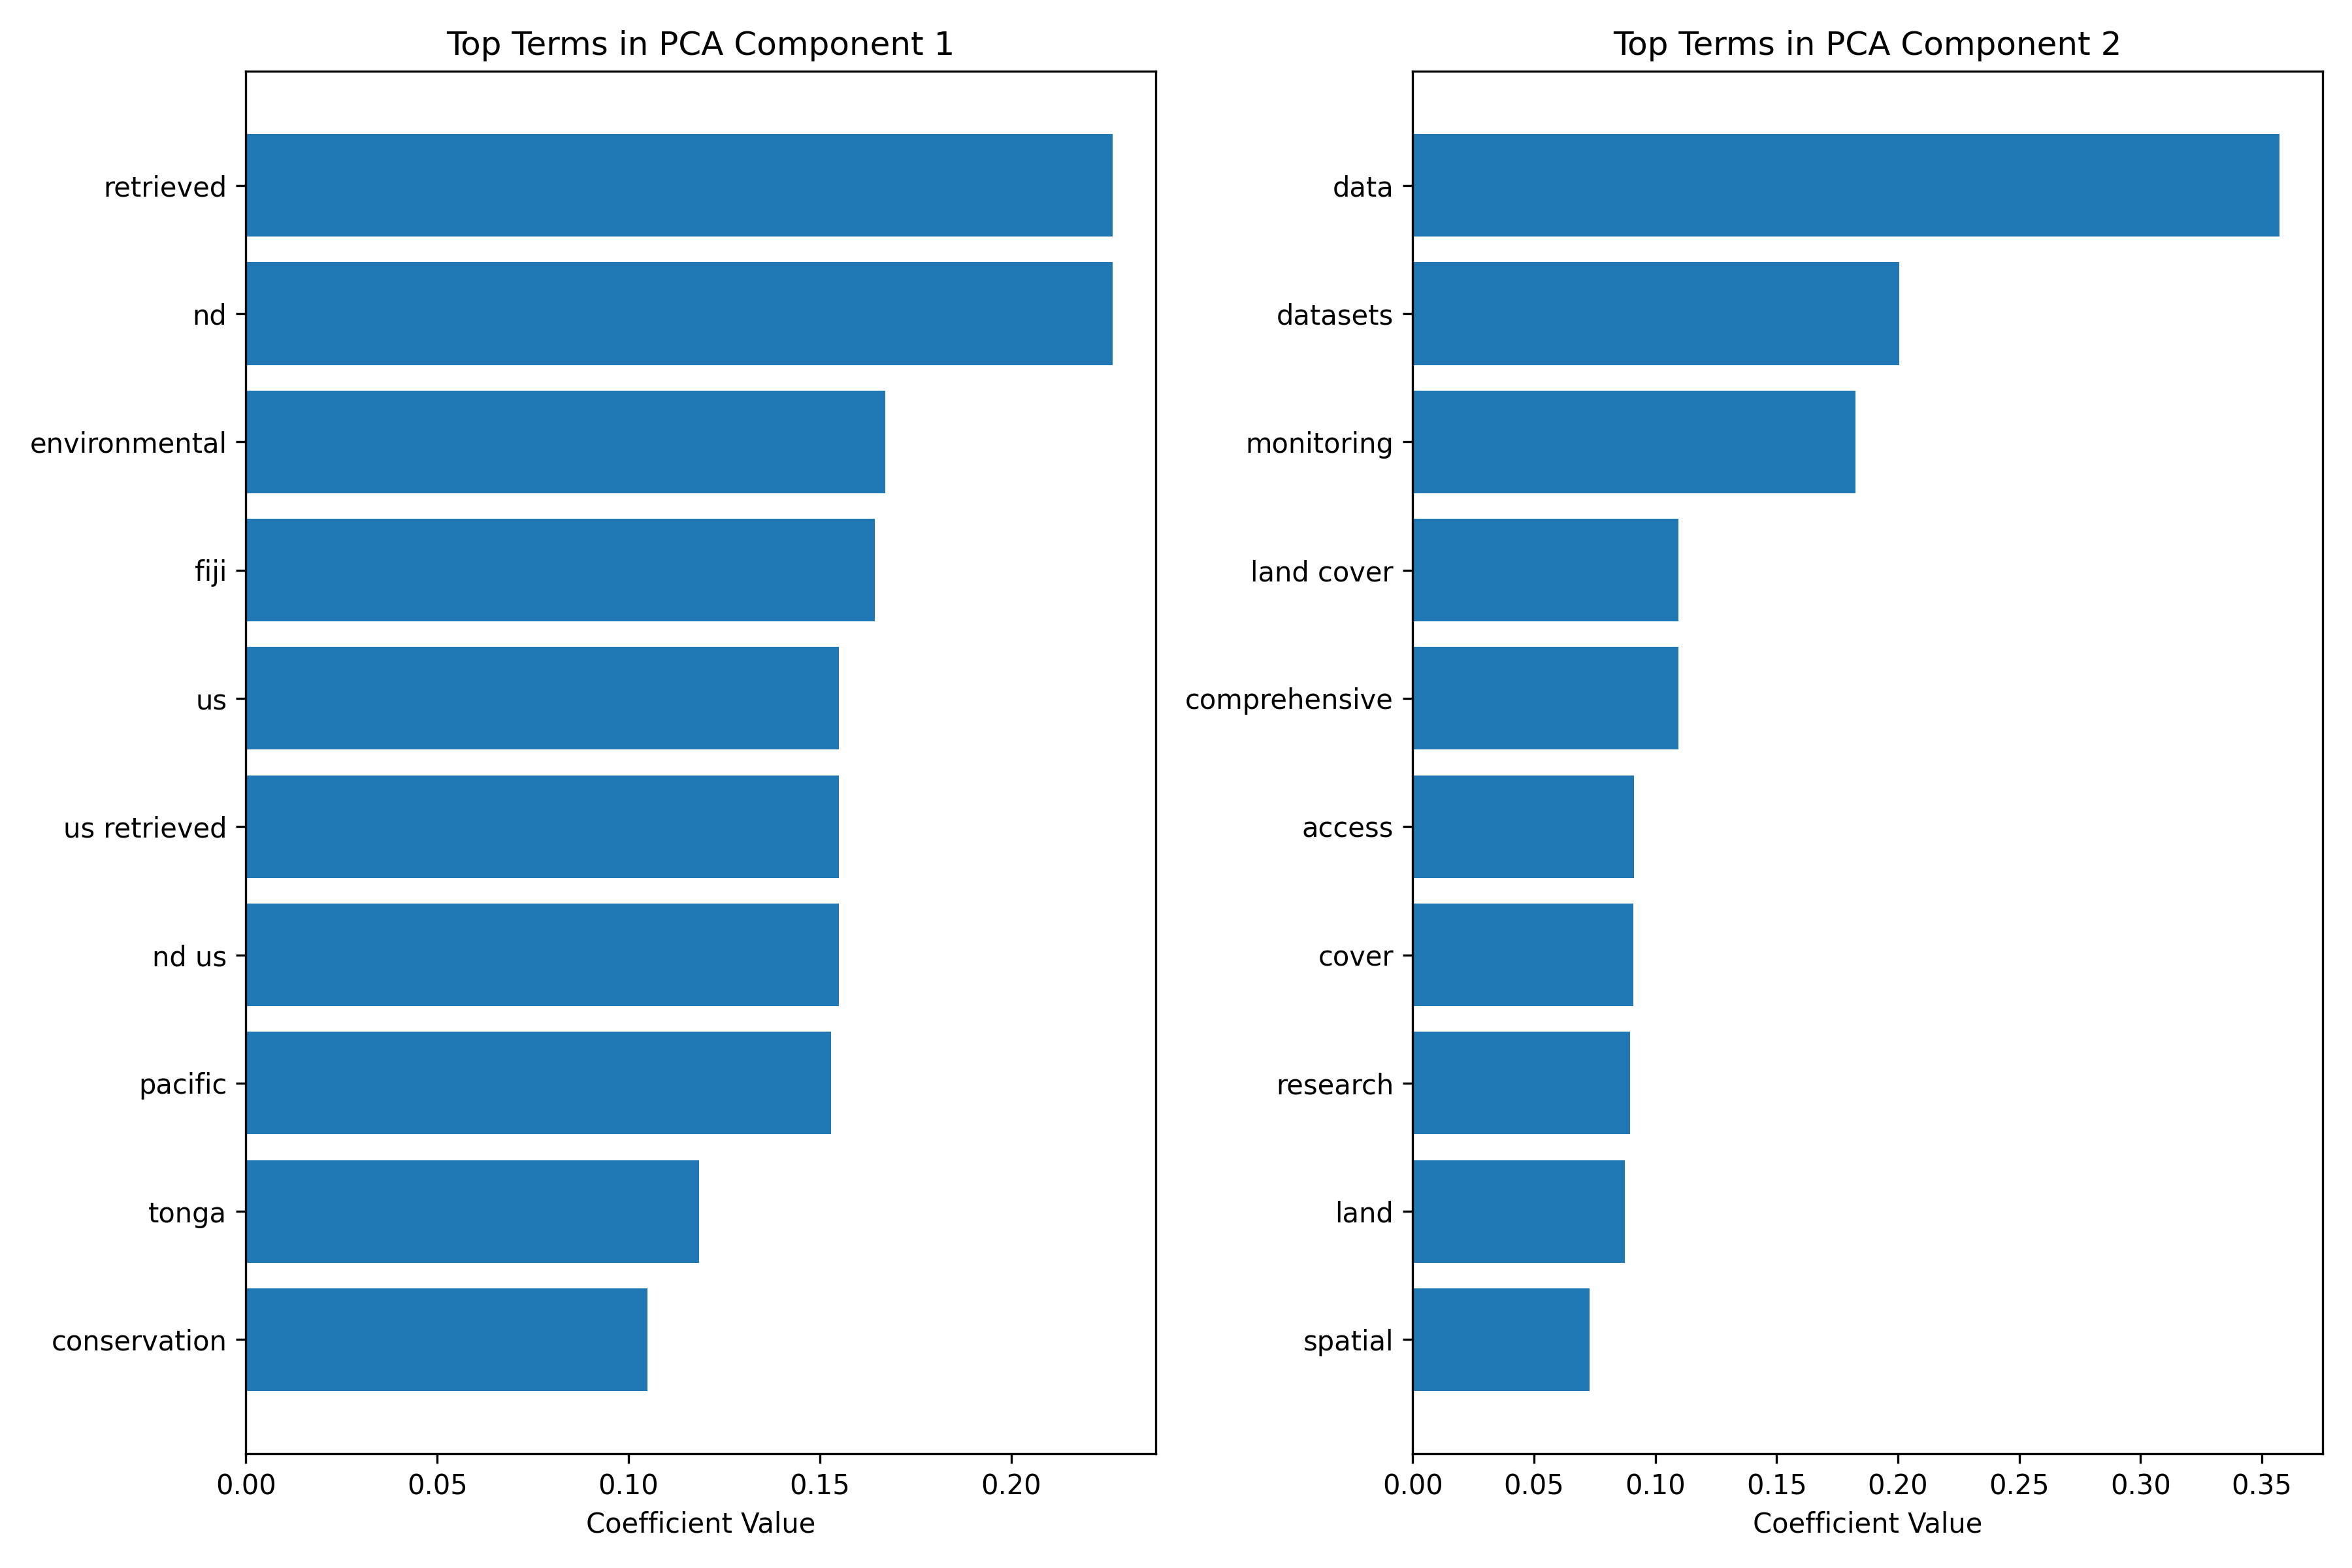 Top Terms in PCA Component 1
retrieved
nd
environmental
fiji
us
us retrieved
nd us
pacific
tonga
conservation
0.00 0.05 0.10 0.15 0.20
Coefficient Value
Top Terms in PCA Component 2
data
datasets
monitoring
land cover
comprehensive
access
cover
research
land
spatial
0.00 0.05 0.10 0.15 0.20 0.25 0.30 0.35
Coefficient Value